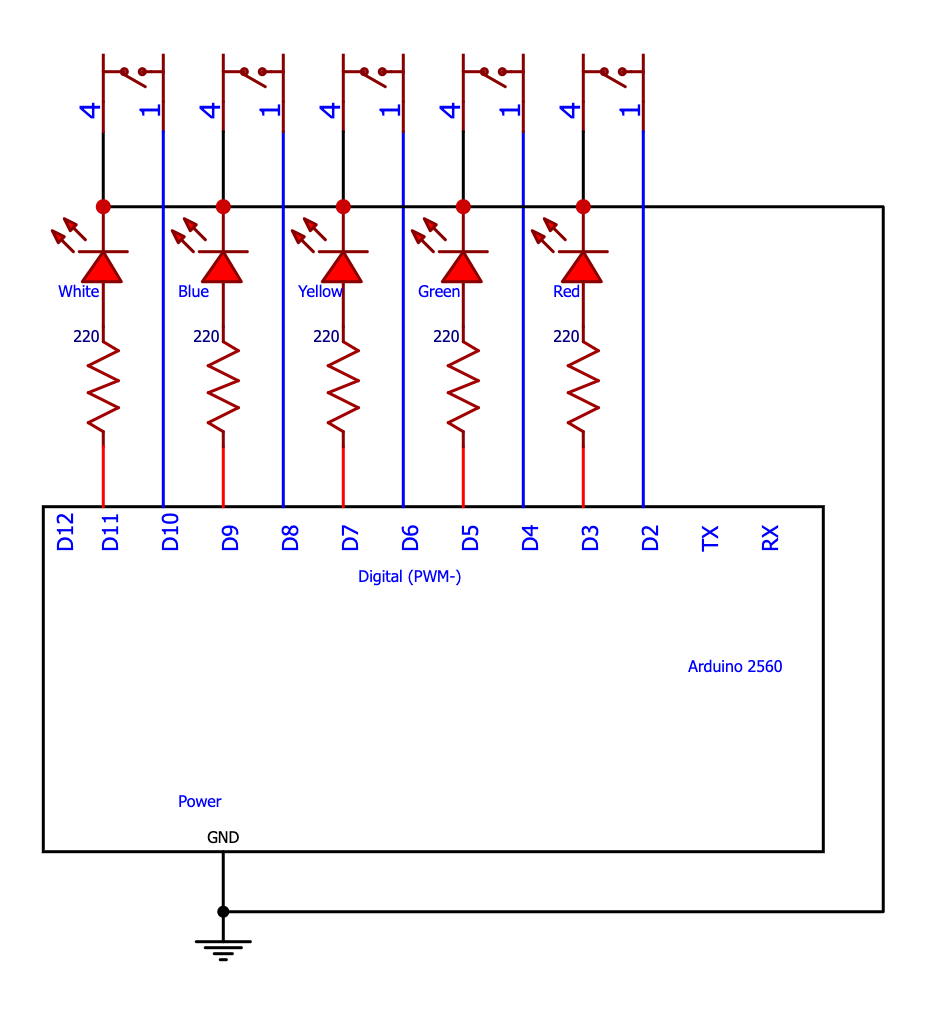 4 1 4 1 4 1 4 1 4 1
White Blue Yellow Green Red
220 220 220 220 220
D12 D11 D10 D9 D8 D7 D6 D5 D4 D3 D2 TX RX
Digital (PWM-)
Arduino 2560
Power
GND